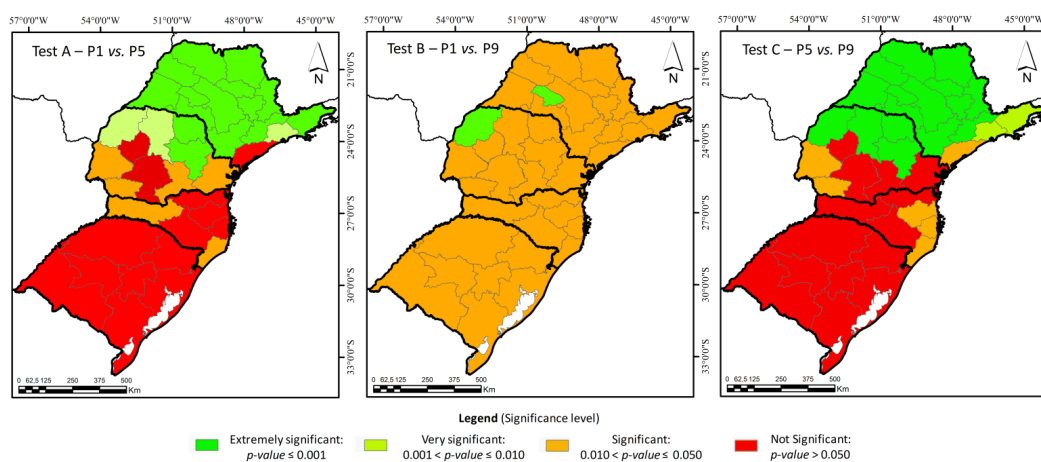 57°0'0"W 54°0'0"W 51°0'0"W 48°0'0"W 45°0'0"W
57°0'0"W 54°0'0"W 51°0'0"W 48°0'0"W 45°0'0"W
57°0'0"W 54°0'0"W 51°0'0"W 48°0'0"W 45°0'0"W
Test A – P1 vs. P5
N
Test B – P1 vs. P9
N
Test C – P5 vs. P9
N
21°0'0"S
24°0'0"S
27°0'0"S
30°0'0"S
33°0'0"S
21°0'0"S
24°0'0"S
27°0'0"S
30°0'0"S
33°0'0"S
21°0'0"S
24°0'0"S
27°0'0"S
30°0'0"S
33°0'0"S
0 62,5 125 250 375 500
Km
0 62,5 125 250 375 500
Km
0 62,5 125 250 375 500
Km
Legend (Significance level)
Extremely significant:
p-value ≤ 0.001
Very significant:
0.001 < p-value ≤ 0.010
Significant:
0.010 < p-value ≤ 0.050
Not Significant:
p-value > 0.050